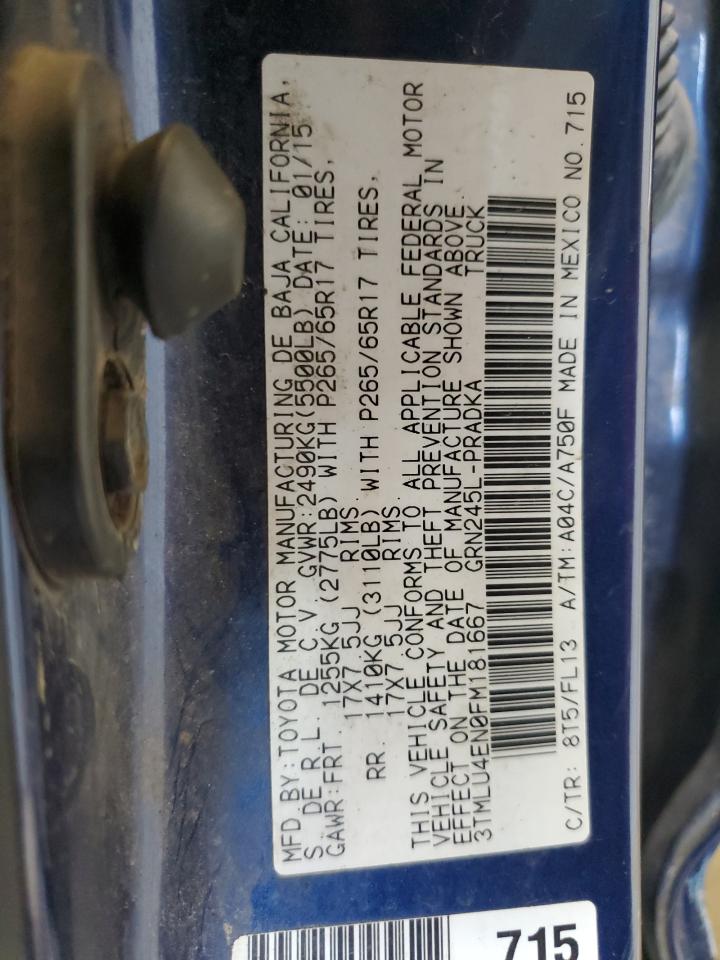 MFD.BY:TOYOTA MOTOR MANUFACTURING DE BAJA CALIFORNIA,
S DE R.L. DE C.V GVWR:2490KG(5500LB) DATE: 01/15
GAWR:FRT. 1255KG (2775LB) WITH P265/65R17 TIRES,
17X7.5JJ RIMS.
RR. 1410KG (3110LB) WITH P265/65R17 TIRES,
17X7.5JJ RIMS.
THIS VEHICLE CONFORMS TO ALL APPLICABLE FEDERAL MOTOR
VEHICLE SAFETY AND THEFT PREVENTION STANDARDS IN
EFFECT ON THE DATE OF MANUFACTURE SHOWN ABOVE.
3TMLU4EN0FM181667 GRN245L-PRADKA TRUCK
C/TR: 8T5/FL13 A/TM: A04C/A750F MADE IN MEXICO NO.715
715